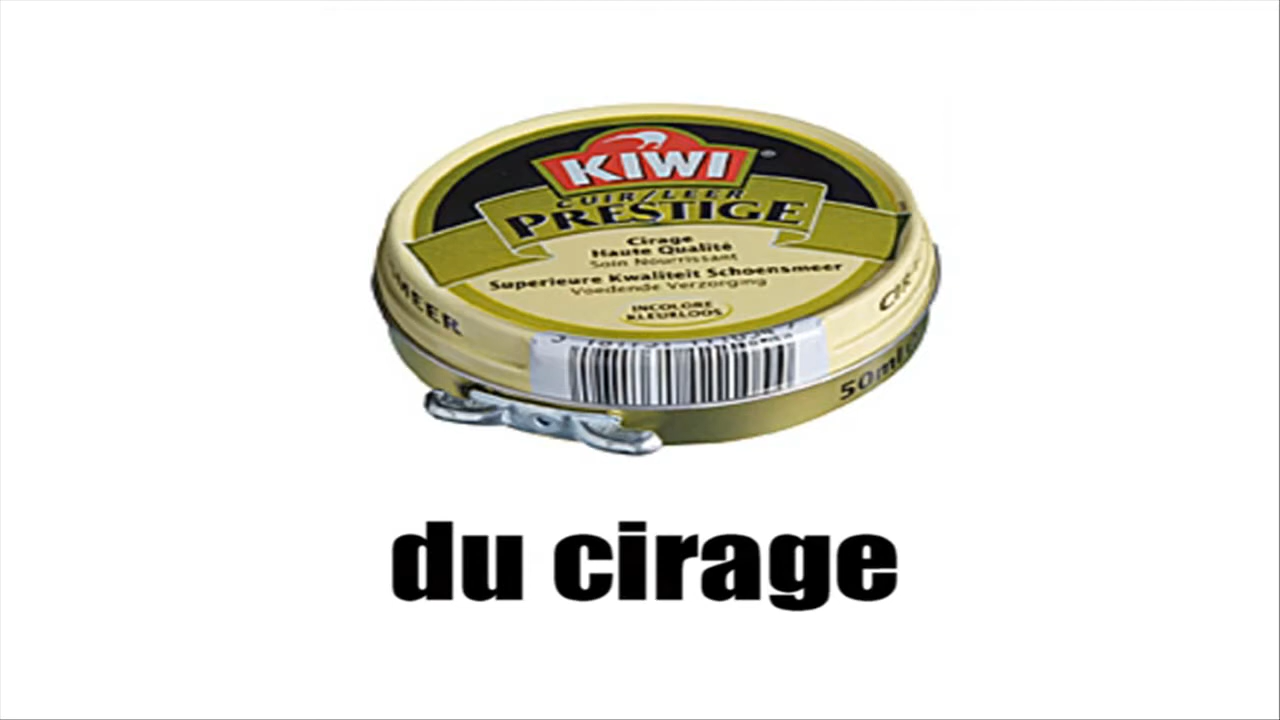 KIWI
CUIR/LEER
PRESTIGE
Cirage
Haute Qualité
Soin Nourrissant
Superieure Kwaliteit Schoensmeer
Voedende Verzorging
INCOLORE
KLEURLOOS
MEER
50ml
du cirage